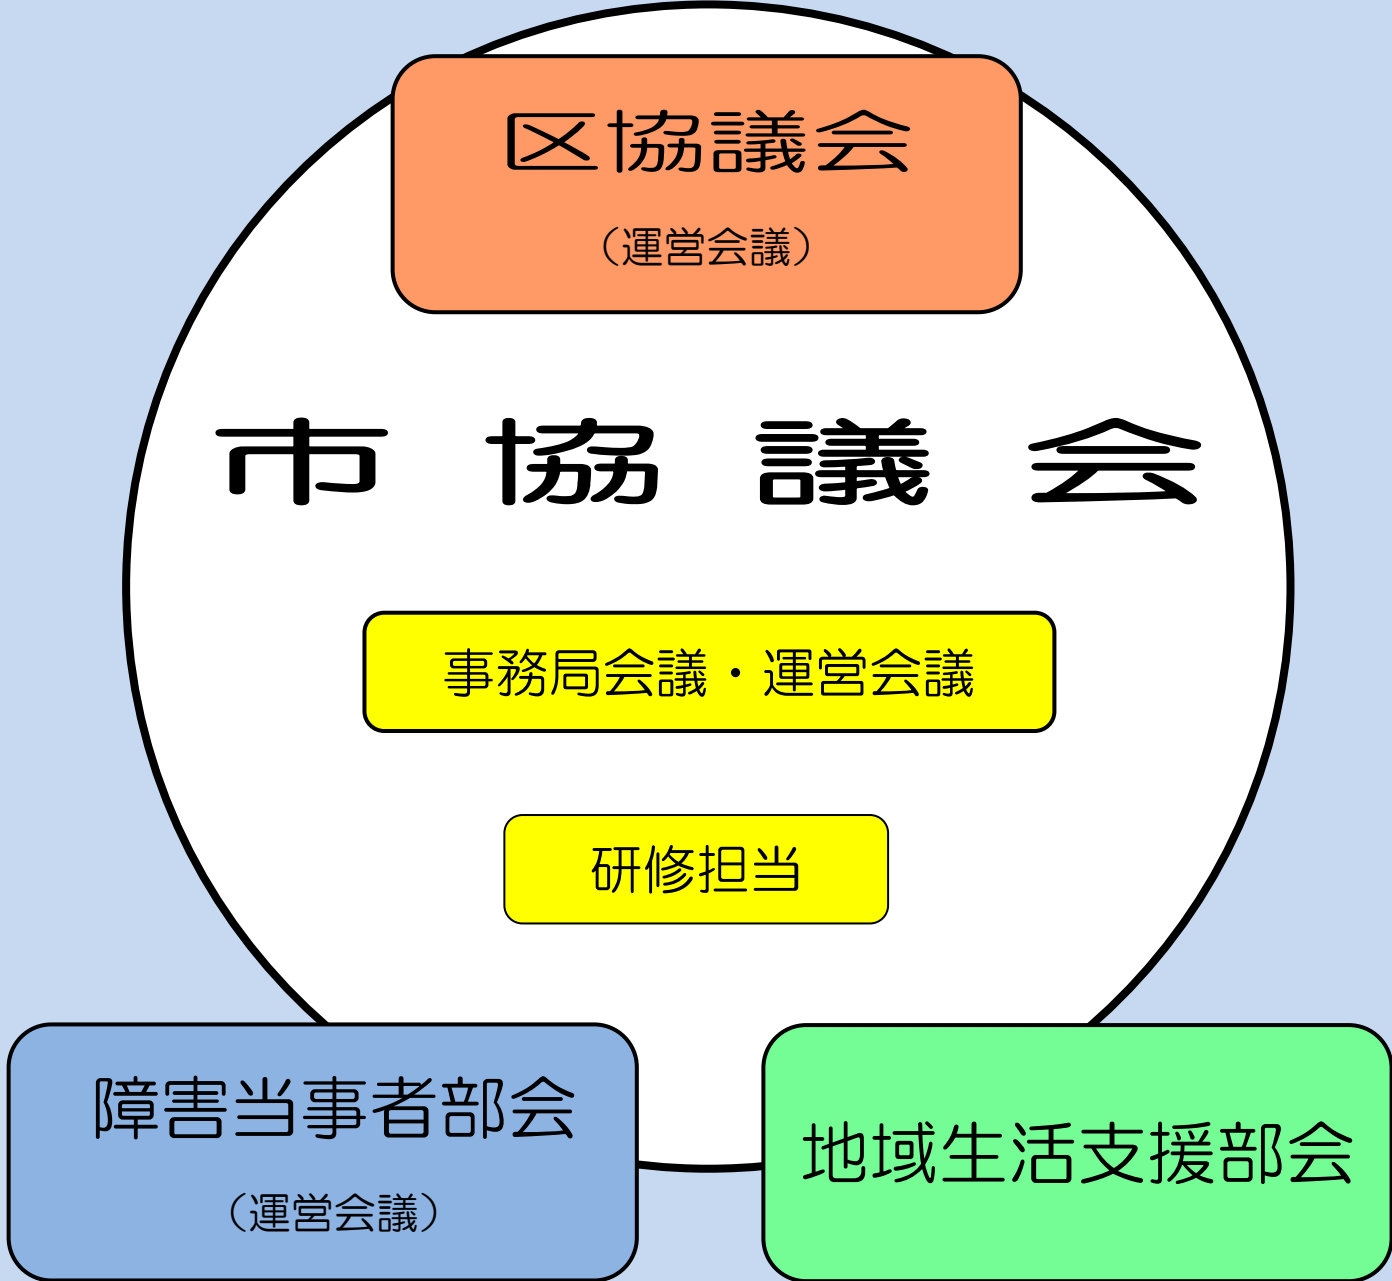 区協議会
（運営会議）
市協議会
事務局会議・運営会議
研修担当
障害当事者部会
（運営会議）
地域生活支援部会